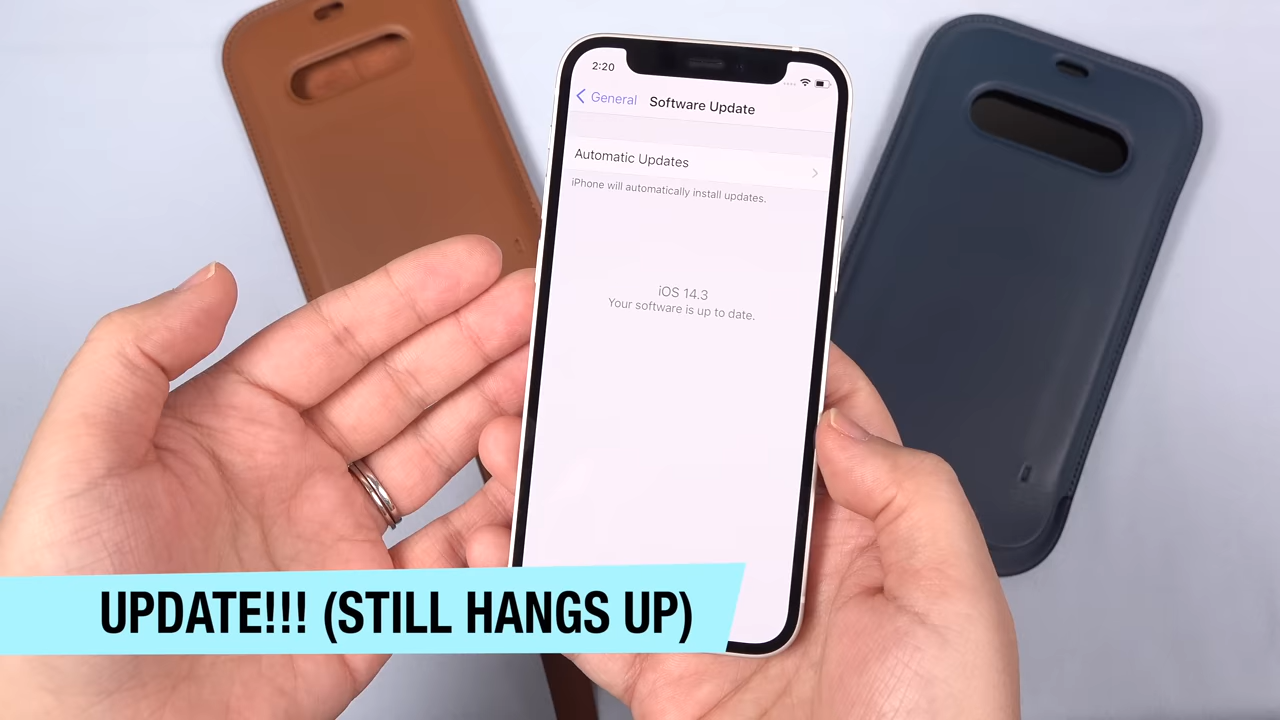 2:20
General
Software Update
Automatic Updates
iPhone will automatically install updates.
iOS 14.3
Your software is up to date.
UPDATE!!! (STILL HANGS UP)